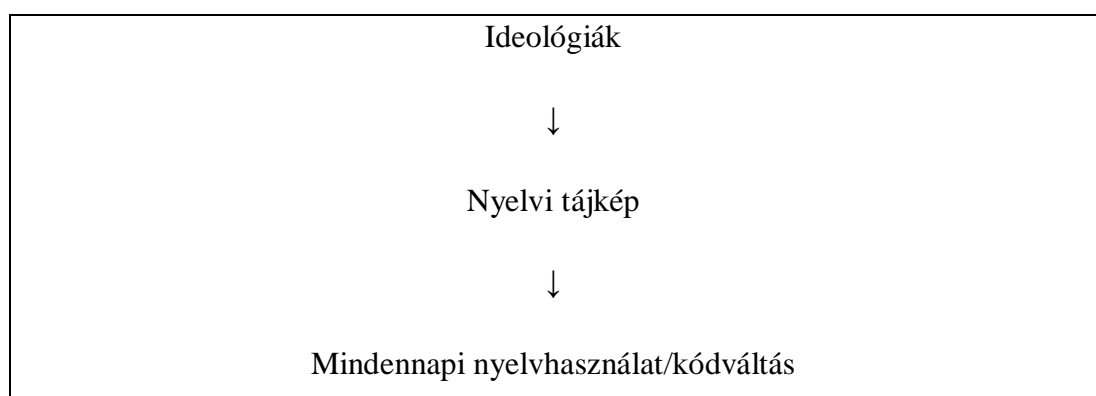 Ideológiák
↓
Nyelvi tájkép
↓
Mindennapi nyelvhasználat/kódváltás